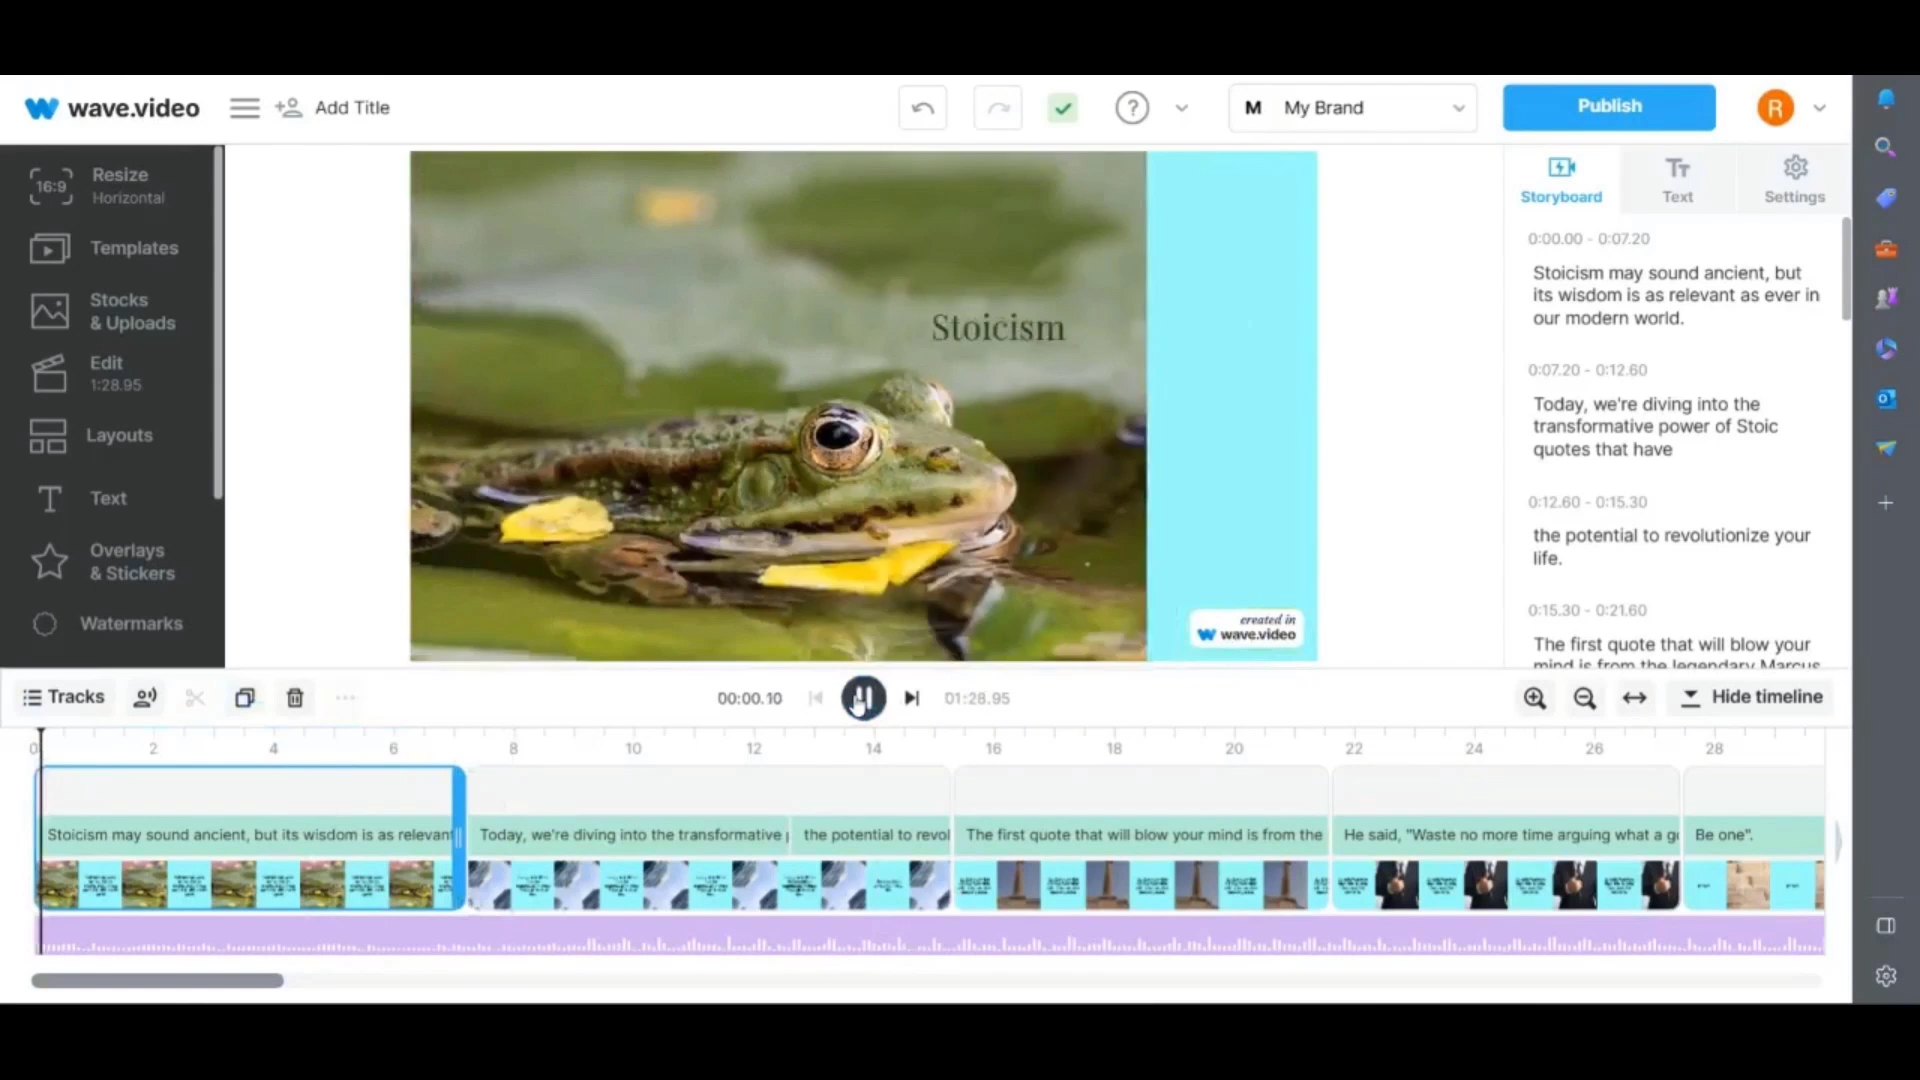 wave.video
Add Title
?
M My Brand
Publish
R
16:9
Resize
Horizontal
Templates
Stocks
& Uploads
Edit
1:28.95
Layouts
Text
Overlays
& Stickers
Watermarks
Stoicism
created in
wave.video
Storyboard
Text
Settings
0:00.00 - 0:07.20
Stoicism may sound ancient, but
its wisdom is as relevant as ever in
our modern world.
0:07.20 - 0:12.60
Today, we're diving into the
transformative power of Stoic
quotes that have
0:12.60 - 0:15.30
the potential to revolutionize your
life.
0:15.30 - 0:21.60
The first quote that will blow your
mind is from the legendary Marcus
Tracks
00:00.10
01:28.95
Hide timeline
0 2 4 6 8 10 12 14 16 18 20 22 24 26 28
Stoicism may sound ancient, but its wisdom is as relevant
Today, we're diving into the transformative
the potential to revol
The first quote that will blow your mind is from the
He said, "Waste no more time arguing what a go
Be one".